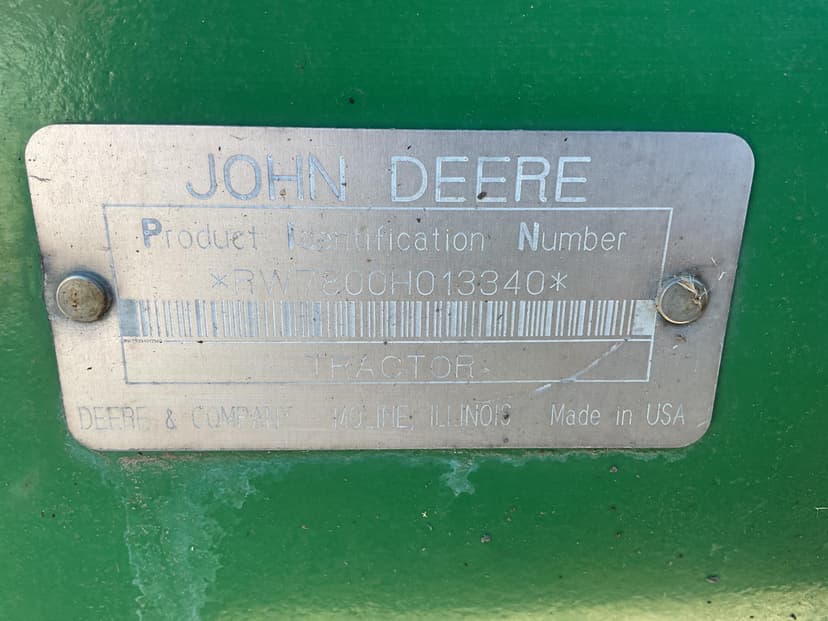 JOHN DEERE
Product Identification Number
*RW7800H013340*
TRACTOR
DEERE & COMPANY MOLINE, ILLINOIS Made in USA